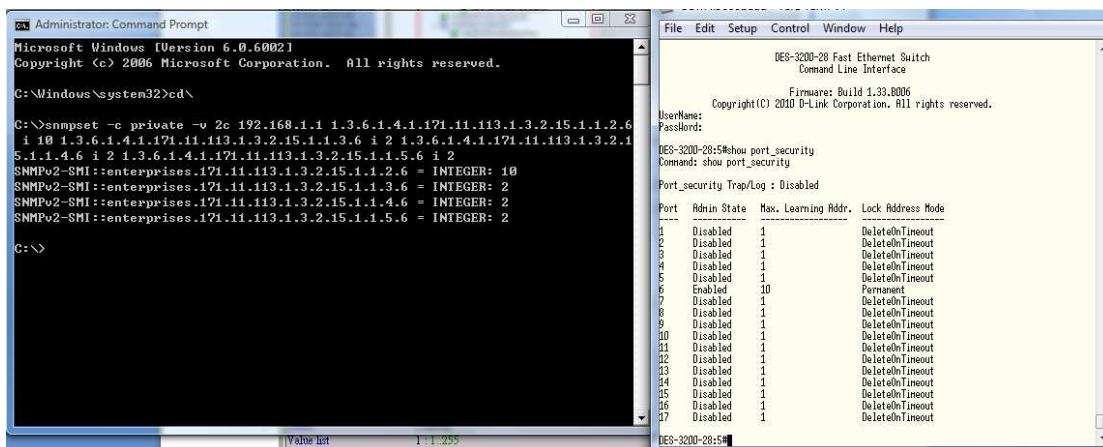 Administrator: Command Prompt
Microsoft Windows [Version 6.0.6002]
Copyright (c) 2006 Microsoft Corporation.  All rights reserved.
C:\Windows\system32>cd\
C:\>snmpset -c private -v 2c 192.168.1.1 1.3.6.1.4.1.171.11.113.1.3.2.15.1.1.2.6
i 10 1.3.6.1.4.1.171.11.113.1.3.2.15.1.1.3.6 i 2 1.3.6.1.4.1.171.11.113.1.3.2.1
5.1.1.4.6 i 2 1.3.6.1.4.1.171.11.113.1.3.2.15.1.1.5.6 i 2
SNMPv2-SMI::enterprises.171.11.113.1.3.2.15.1.1.2.6 = INTEGER: 10
SNMPv2-SMI::enterprises.171.11.113.1.3.2.15.1.1.3.6 = INTEGER: 2
SNMPv2-SMI::enterprises.171.11.113.1.3.2.15.1.1.4.6 = INTEGER: 2
SNMPv2-SMI::enterprises.171.11.113.1.3.2.15.1.1.5.6 = INTEGER: 2
C:\>
Value list 1 : 1..255
File Edit Setup Control Window Help
DES-3200-28 Fast Ethernet Switch
Command Line Interface
Firmware: Build 1.33.B006
Copyright(C) 2010 D-Link Corporation. All rights reserved.
UserName:
PassWord:
DES-3200-28:5#show port_security
Command: show port_security
Port_security Trap/Log : Disabled
Port Admin State Max. Learning Addr. Lock Address Mode
---- ----------- ------------------- -----------------
1 Disabled 1 DeleteOnTimeout
2 Disabled 1 DeleteOnTimeout
3 Disabled 1 DeleteOnTimeout
4 Disabled 1 DeleteOnTimeout
5 Disabled 1 DeleteOnTimeout
6 Enabled 10 Permanent
7 Disabled 1 DeleteOnTimeout
8 Disabled 1 DeleteOnTimeout
9 Disabled 1 DeleteOnTimeout
10 Disabled 1 DeleteOnTimeout
11 Disabled 1 DeleteOnTimeout
12 Disabled 1 DeleteOnTimeout
13 Disabled 1 DeleteOnTimeout
14 Disabled 1 DeleteOnTimeout
15 Disabled 1 DeleteOnTimeout
16 Disabled 1 DeleteOnTimeout
17 Disabled 1 DeleteOnTimeout
DES-3200-28:5#